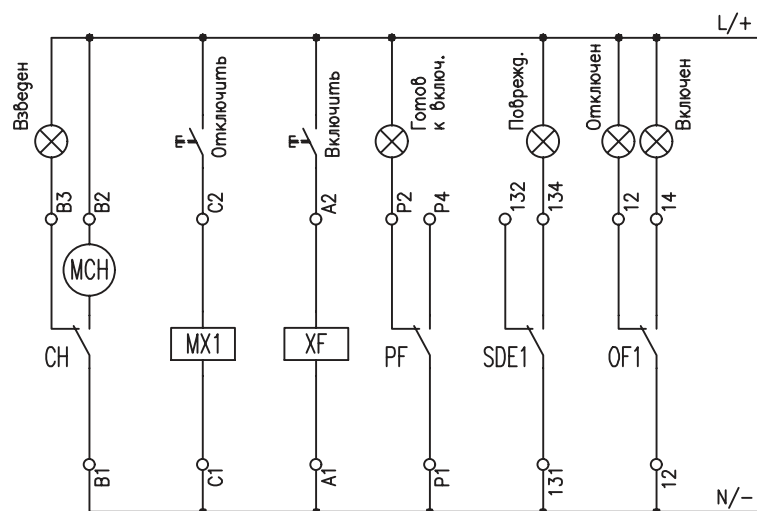 L/+
Взведен
Отключить
Включить
Готов
к включ.
Поврежд.
Отключен
Включен
B3
B2
C2
A2
P2
P4
132
134
12
14
MCH
CH
MX1
XF
PF
SDE1
OF1
B1
C1
A1
P1
131
12
N/-